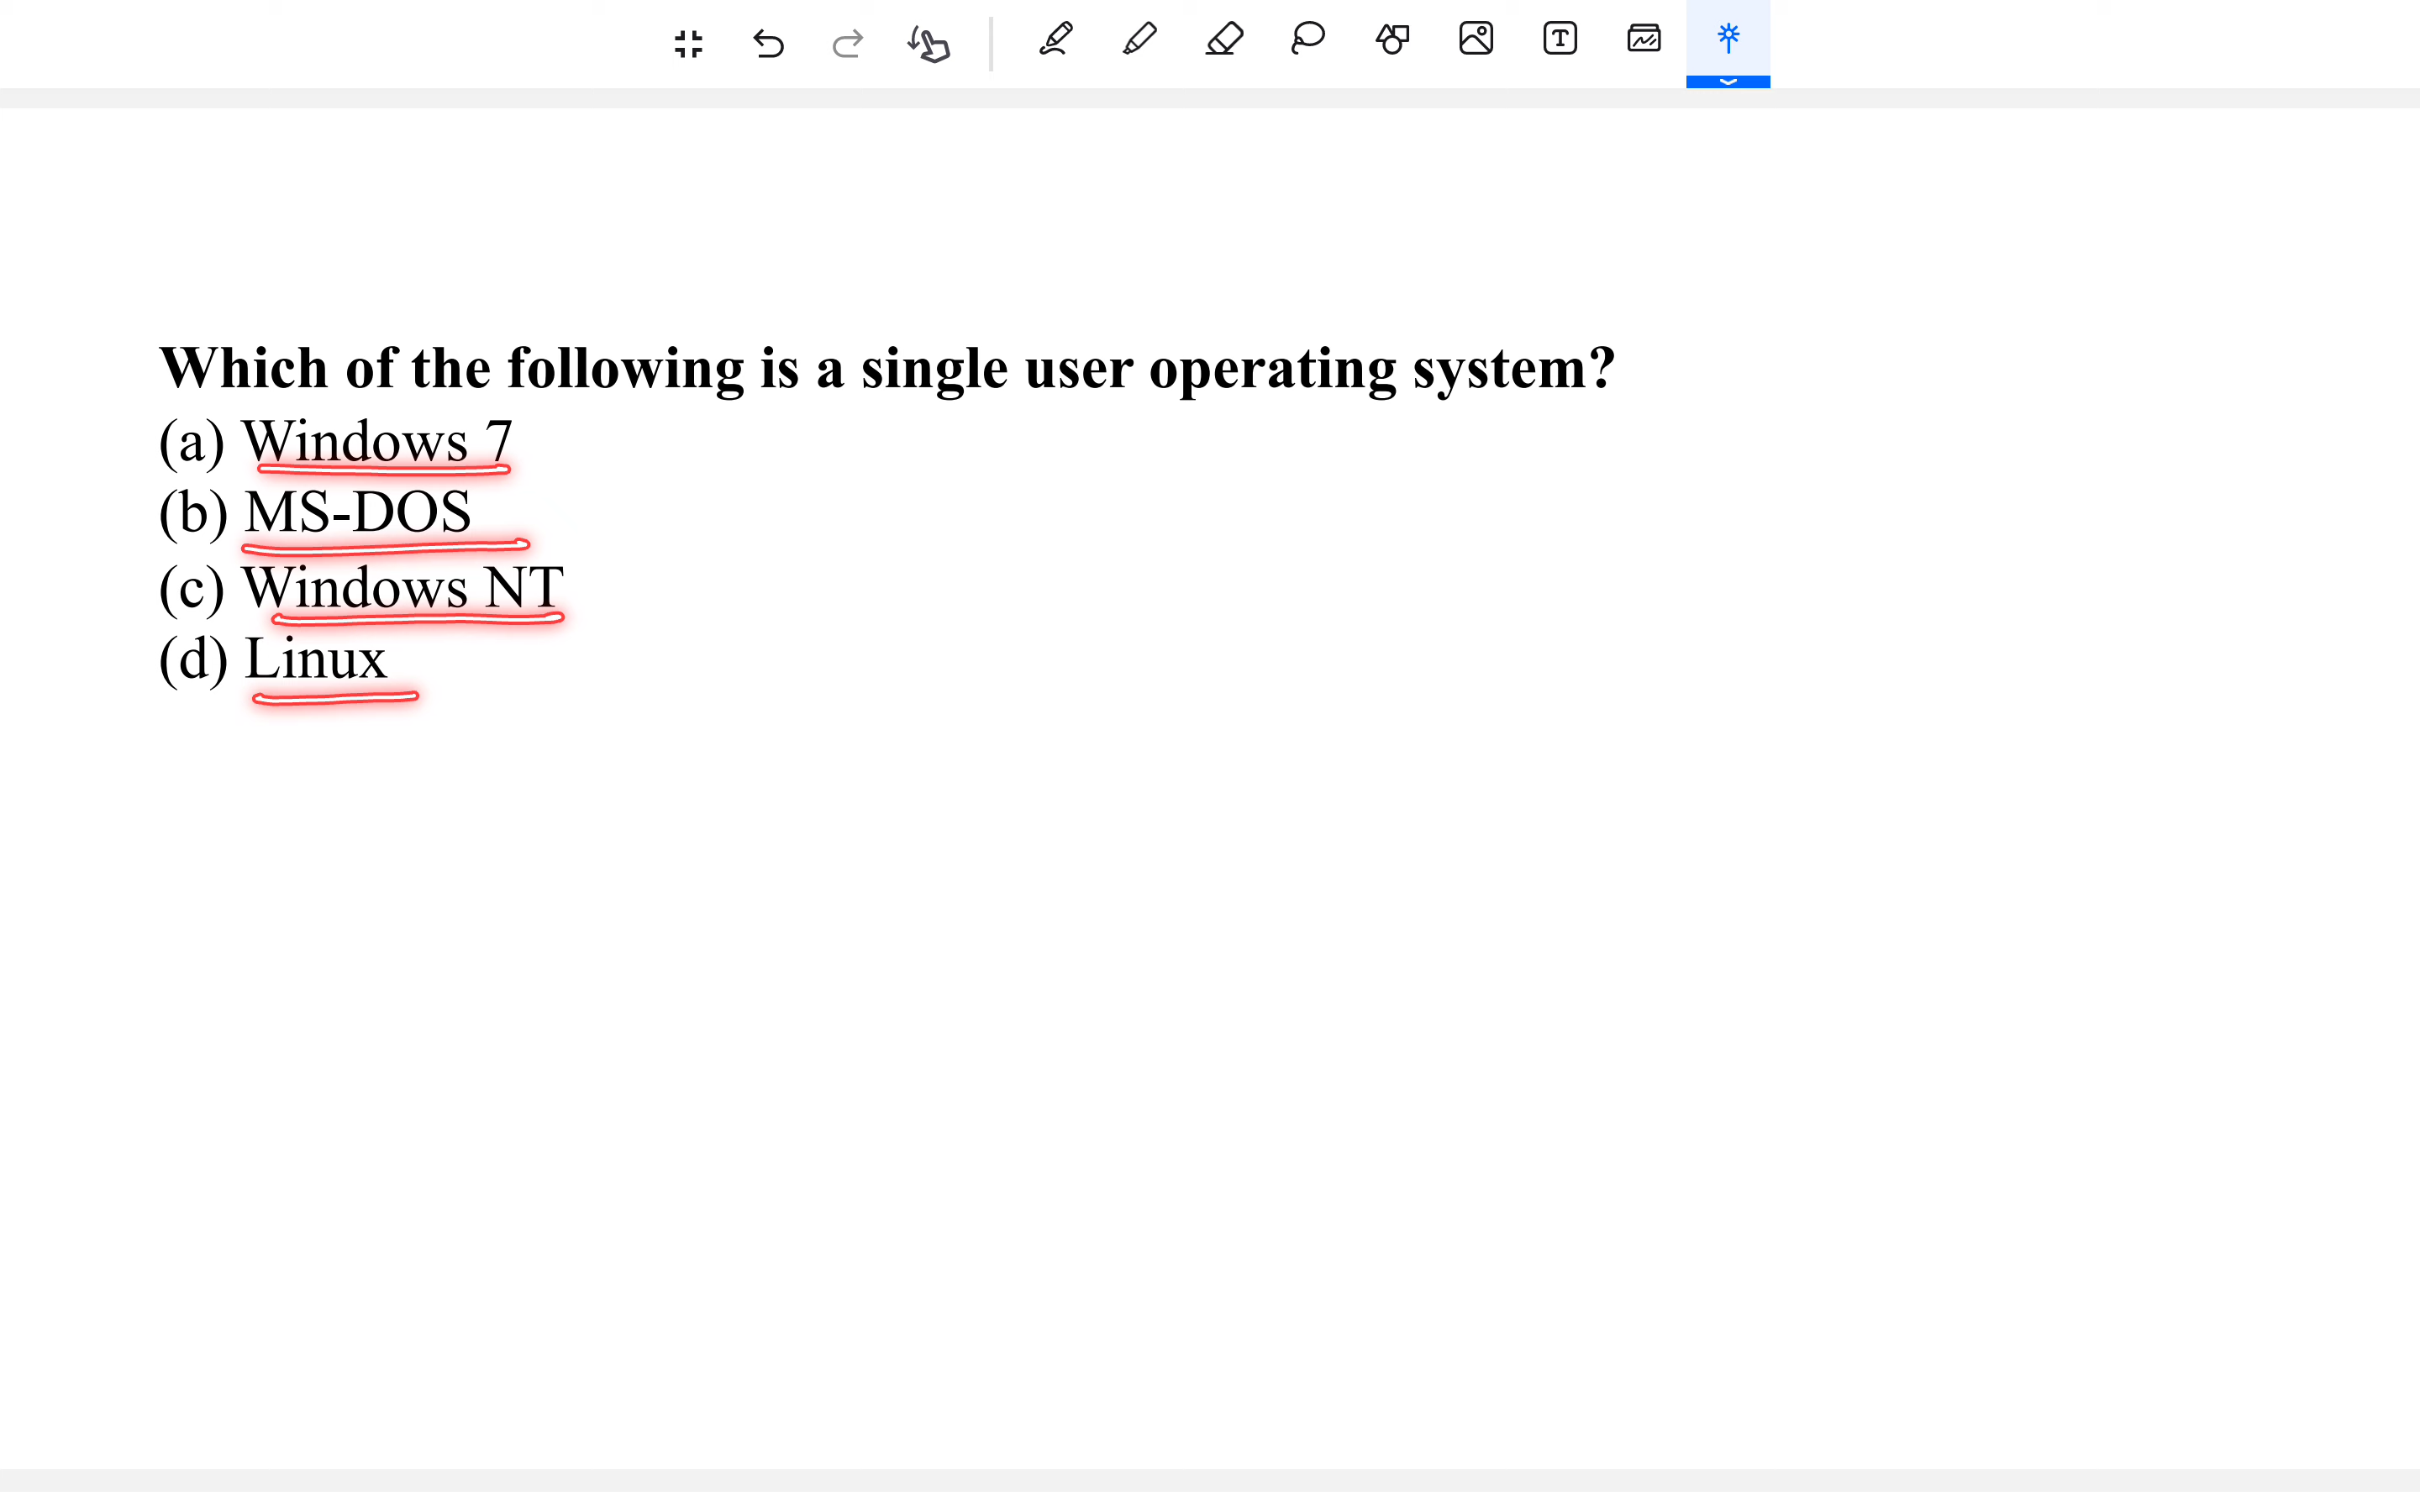 Which of the following is a single user operating system?
(a) Windows 7
(b) MS-DOS
(c) Windows NT
(d) Linux